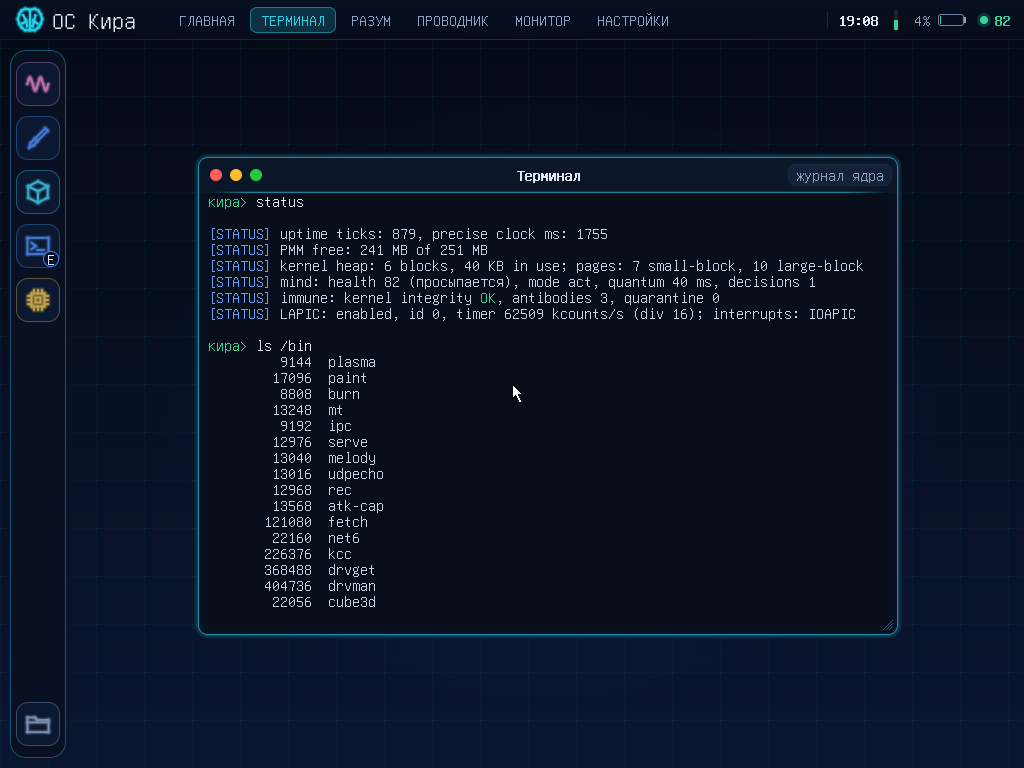 ОС Кира
ГЛАВНАЯ ТЕРМИНАЛ РАЗУМ ПРОВОДНИК МОНИТОР НАСТРОЙКИ
19:08 4% 82
E
Терминал
журнал ядра
кира> status
[STATUS] uptime ticks: 879, precise clock ms: 1755
[STATUS] PMM free: 241 MB of 251 MB
[STATUS] kernel heap: 6 blocks, 40 KB in use; pages: 7 small-block, 10 large-block
[STATUS] mind: health 82 (просыпается), mode act, quantum 40 ms, decisions 1
[STATUS] immune: kernel integrity OK, antibodies 3, quarantine 0
[STATUS] LAPIC: enabled, id 0, timer 62509 kcounts/s (div 16); interrupts: IOAPIC
кира> ls /bin
9144 plasma
17096 paint
8808 burn
13248 mt
9192 ipc
12976 serve
13040 melody
13016 udpecho
12968 rec
13568 atk-cap
121080 fetch
22160 net6
226376 kcc
368488 drvget
404736 drvman
22056 cube3d